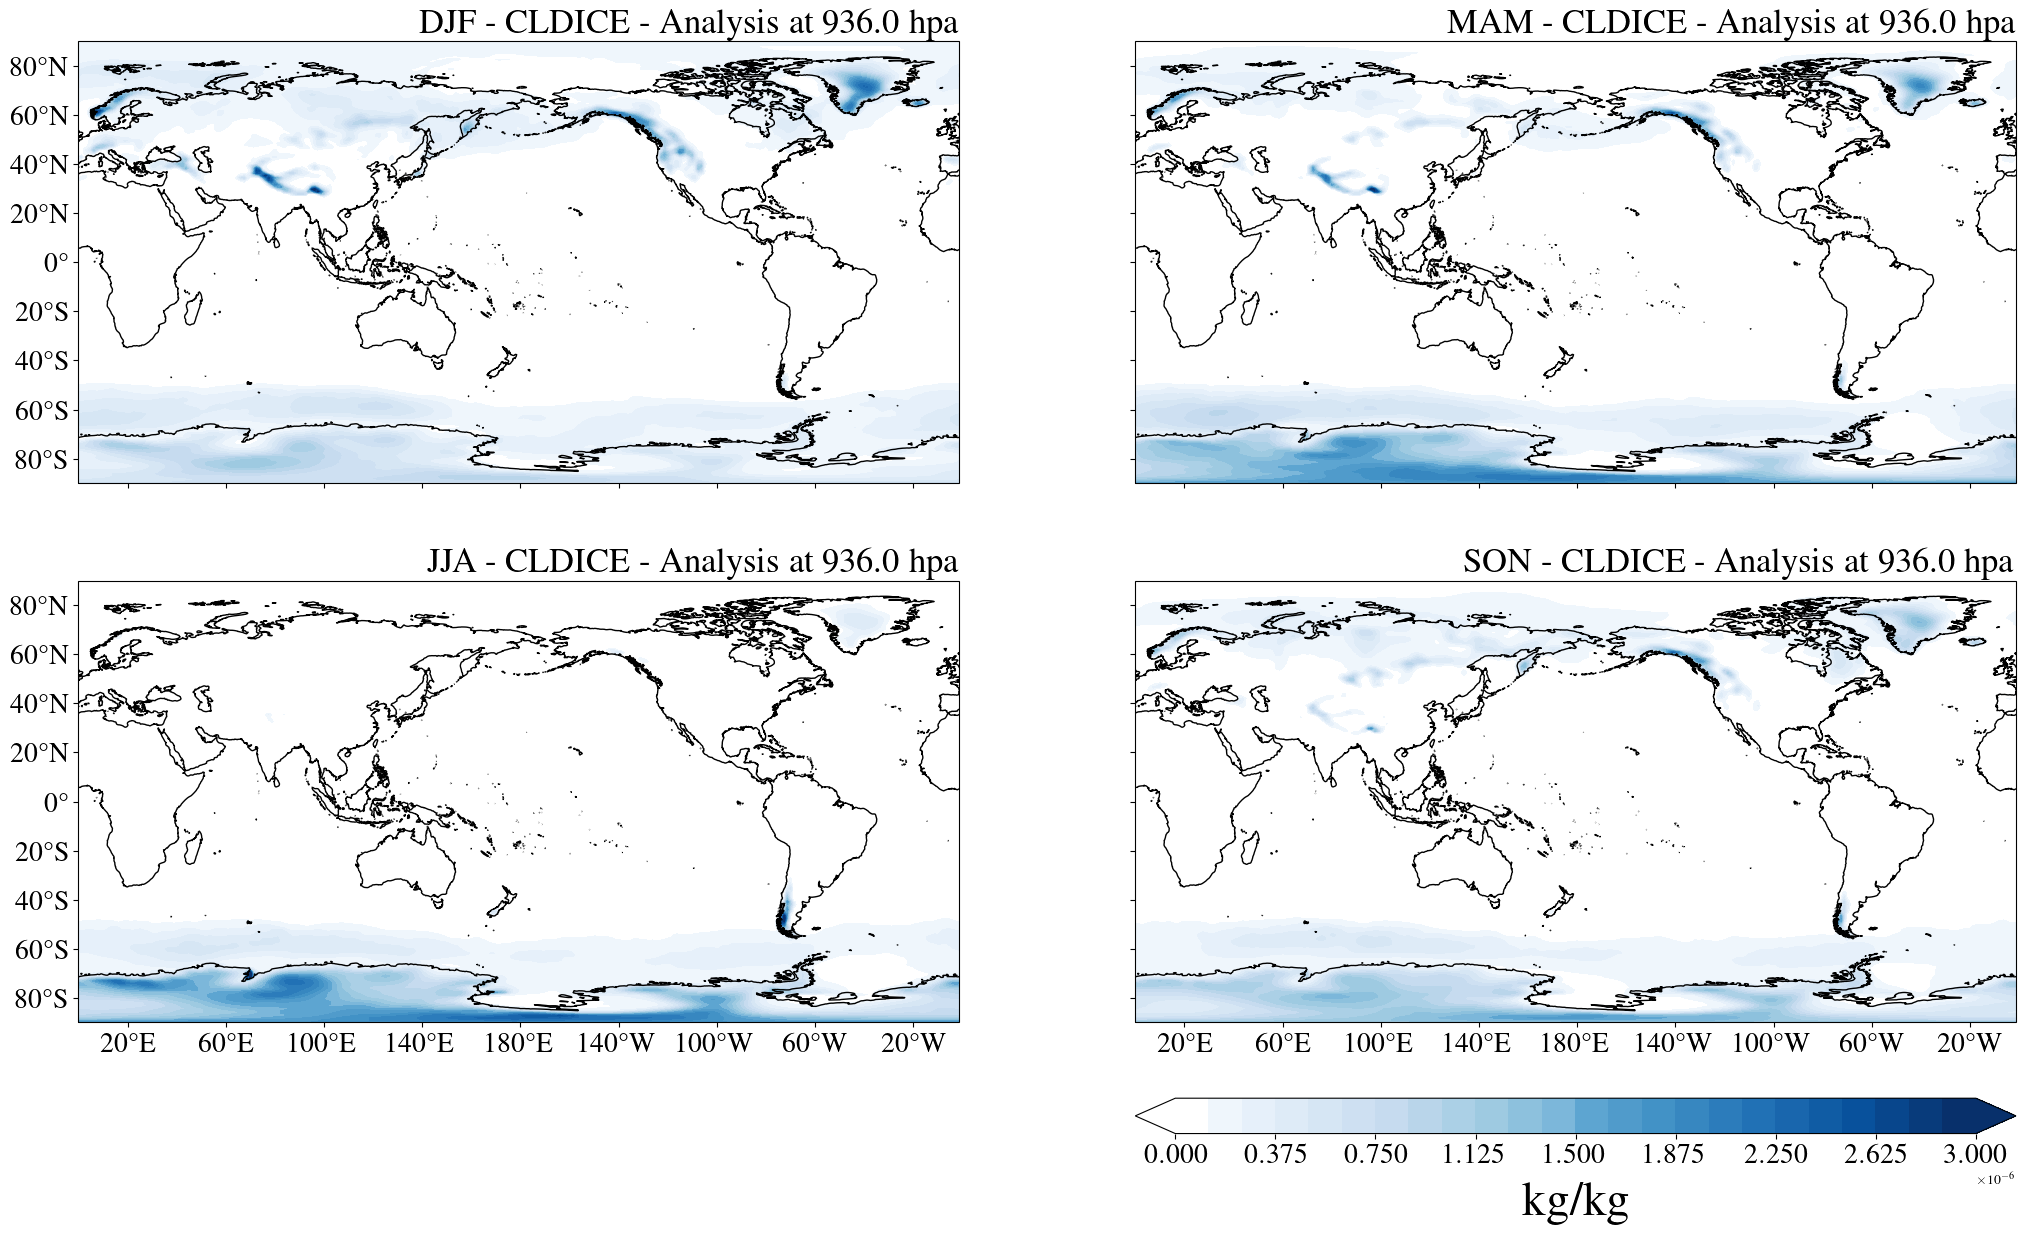 DJF - CLDICE - Analysis at 936.0 hpa
MAM - CLDICE - Analysis at 936.0 hpa
80°N
60°N
40°N
20°N
0°
20°S
40°S
60°S
80°S
JJA - CLDICE - Analysis at 936.0 hpa
SON - CLDICE - Analysis at 936.0 hpa
80°N
60°N
40°N
20°N
0°
20°S
40°S
60°S
80°S
20°E 60°E 100°E 140°E 180°E 140°W 100°W 60°W 20°W
20°E 60°E 100°E 140°E 180°E 140°W 100°W 60°W 20°W
0.000 0.375 0.750 1.125 1.500 1.875 2.250 2.625 3.000
×10⁻⁶
kg/kg